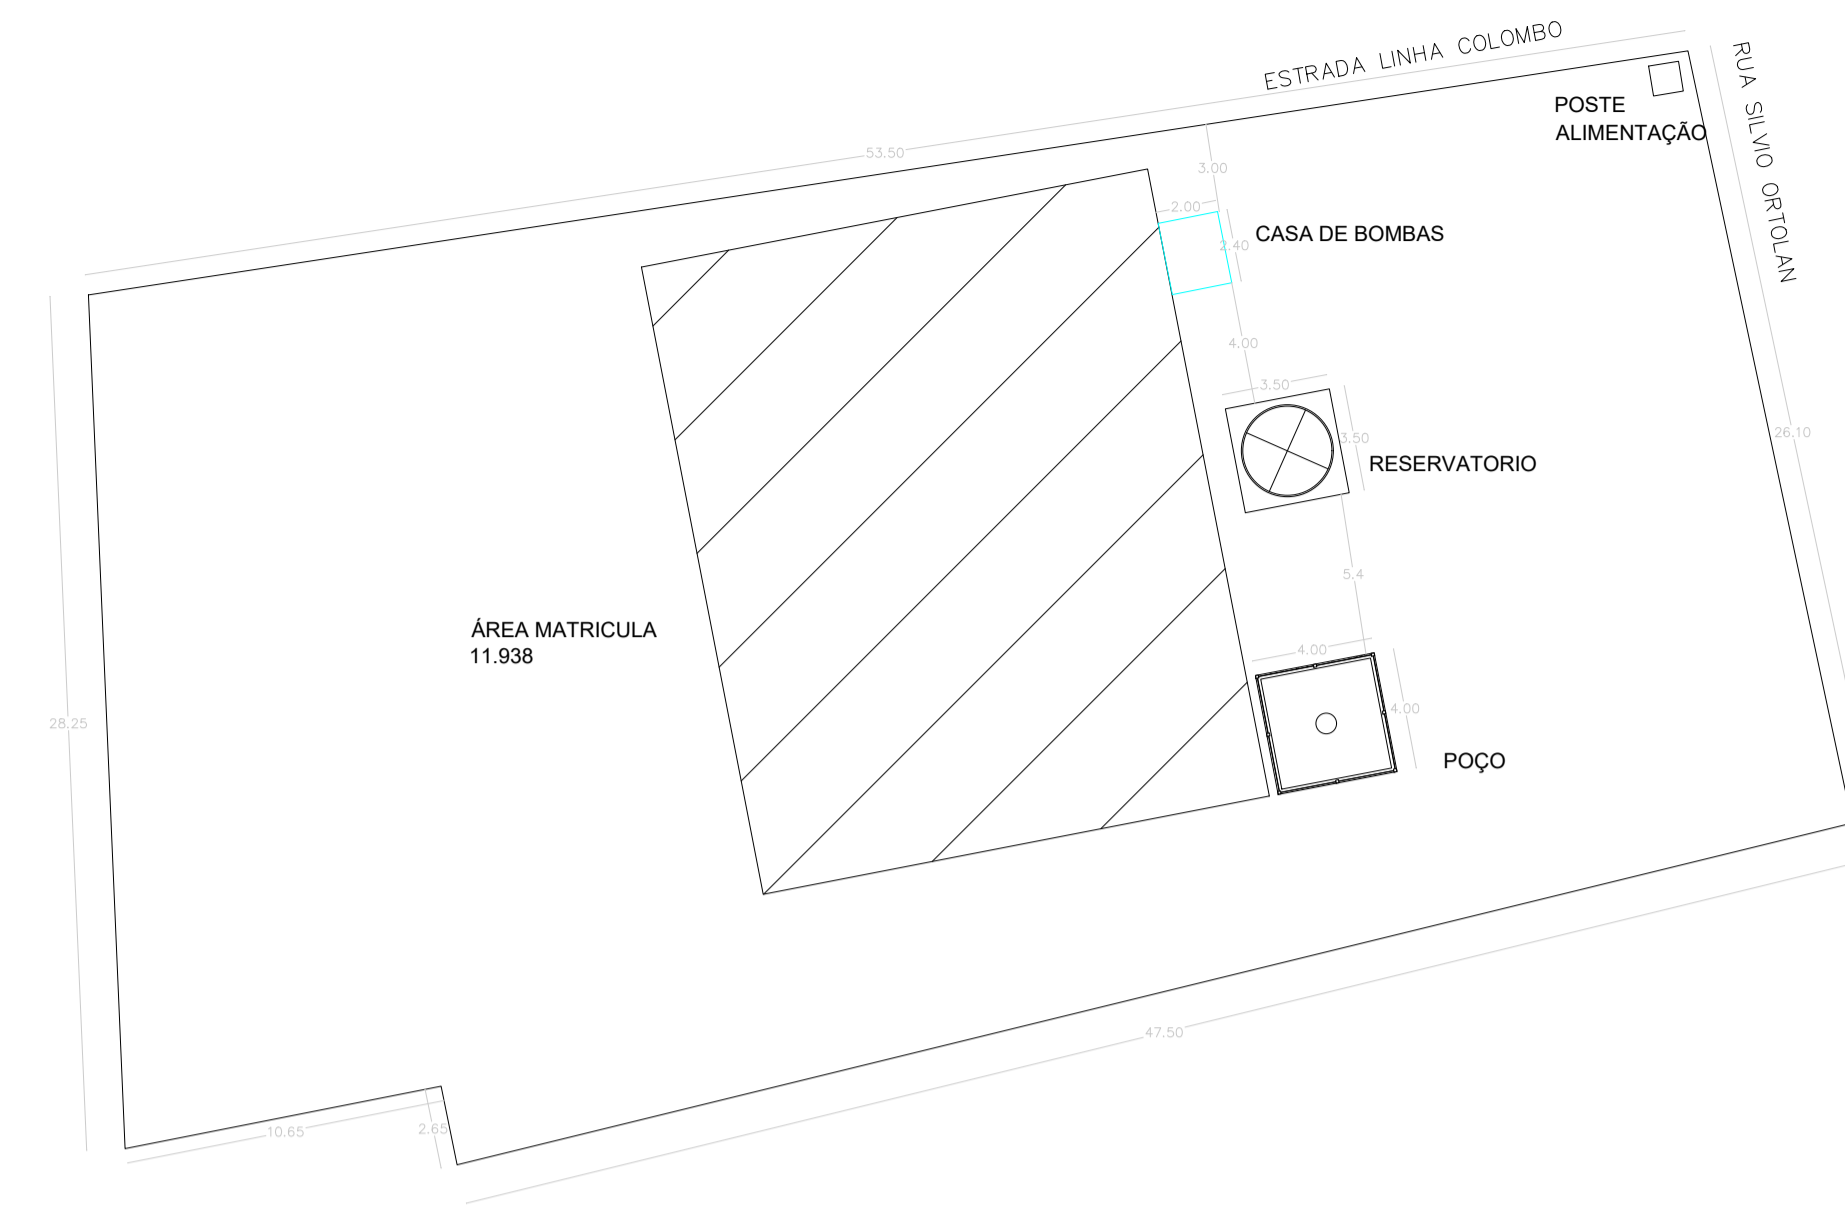 ESTRADA LINHA COLOMBO
RUA SILVIO ORTOLAN
POSTE
ALIMENTAÇÃO
53.50
3.00
2.00
CASA DE BOMBAS
2.40
4.00
3.50
3.50
RESERVATORIO
26.10
5.4
ÁREA MATRICULA
11.938
4.00
4.00
28.25
POÇO
47.50
10.65
2.65